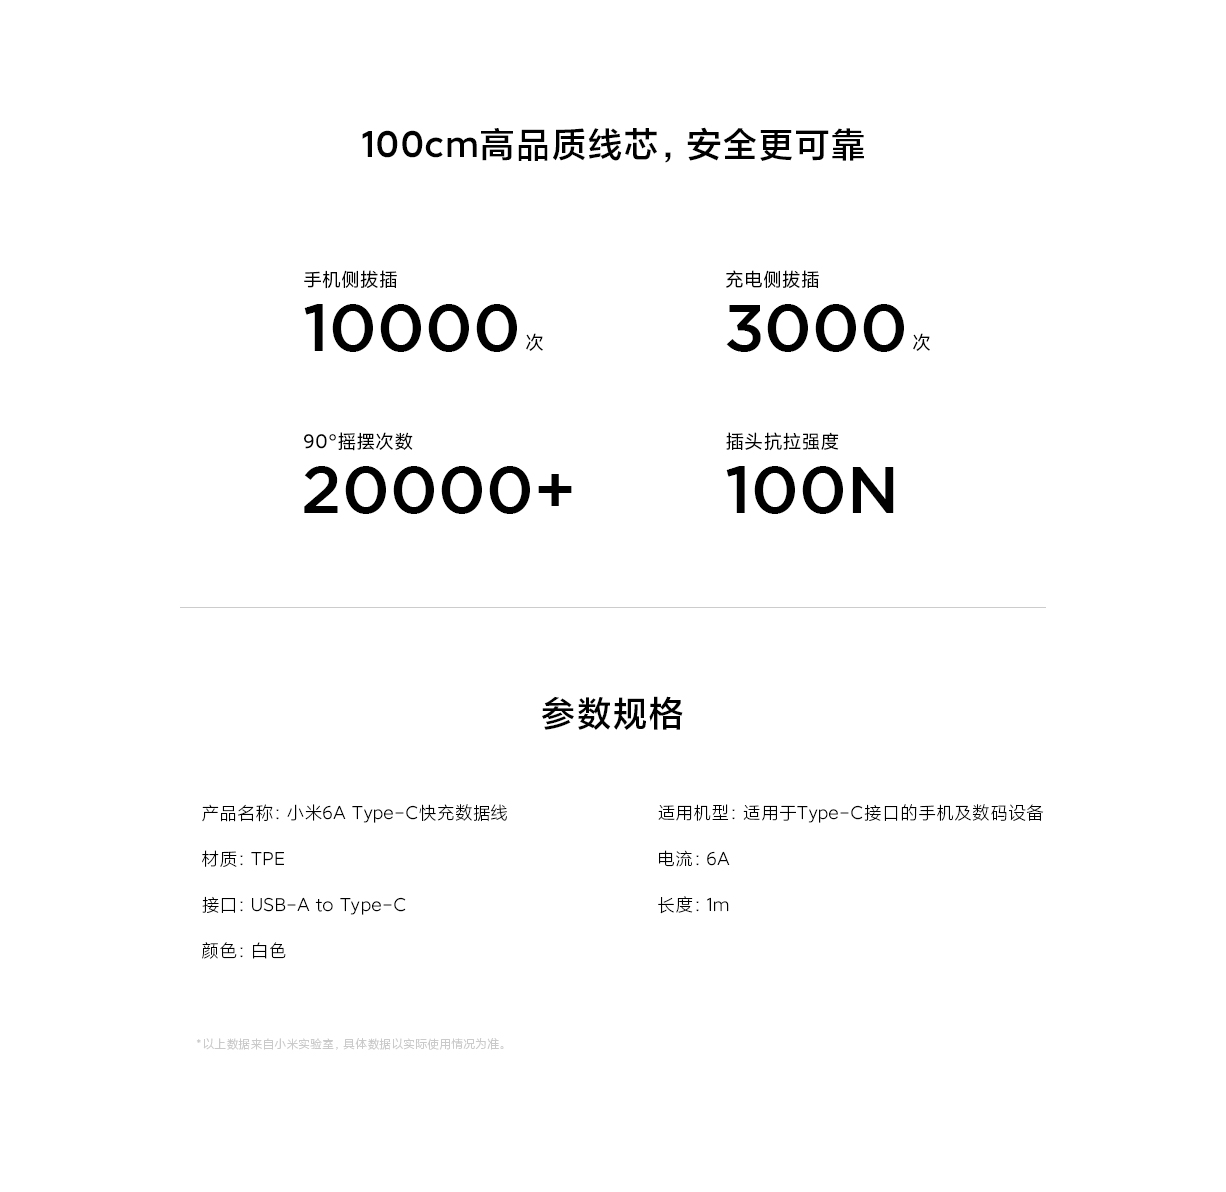 100cm高品质线芯，安全更可靠
手机侧拔插
10000次
充电侧拔插
3000次
90°摇摆次数
20000+
插头抗拉强度
100N
参数规格
产品名称：小米6A Type-C快充数据线
适用机型：适用于Type-C接口的手机及数码设备
材质：TPE
电流：6A
接口：USB-A to Type-C
长度：1m
颜色：白色
*以上数据来自小米实验室，具体数据以实际使用情况为准。